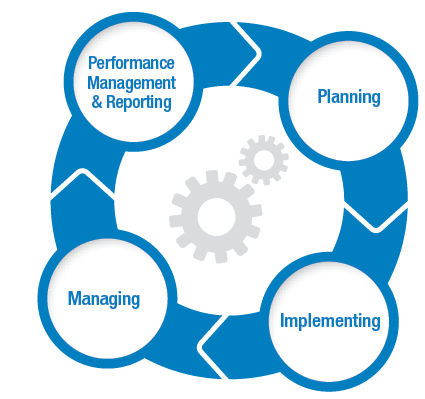 Performance
Management
& Reporting
Planning
Managing
Implementing